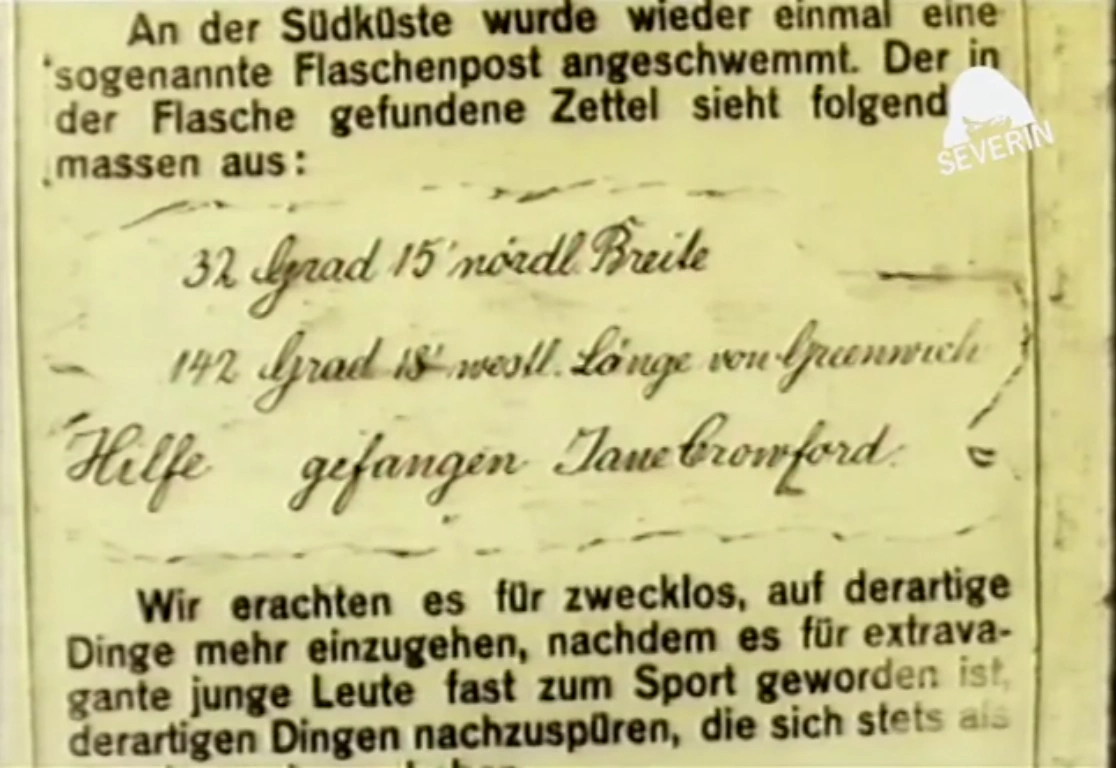 An der Südküste wurde wieder einmal eine
sogenannte Flaschenpost angeschwemmt. Der in
der Flasche gefundene Zettel sieht folgend
massen aus:
SEVERIN
32 Grad 15' nördl. Breite
142 Grad 18' westl. Länge von Greenwich
Hilfe gefangen Jane Crowford.
Wir erachten es für zwecklos, auf derartige
Dinge mehr einzugehen, nachdem es für extrava-
gante junge Leute fast zum Sport geworden ist,
derartigen Dingen nachzuspüren, die sich stets als